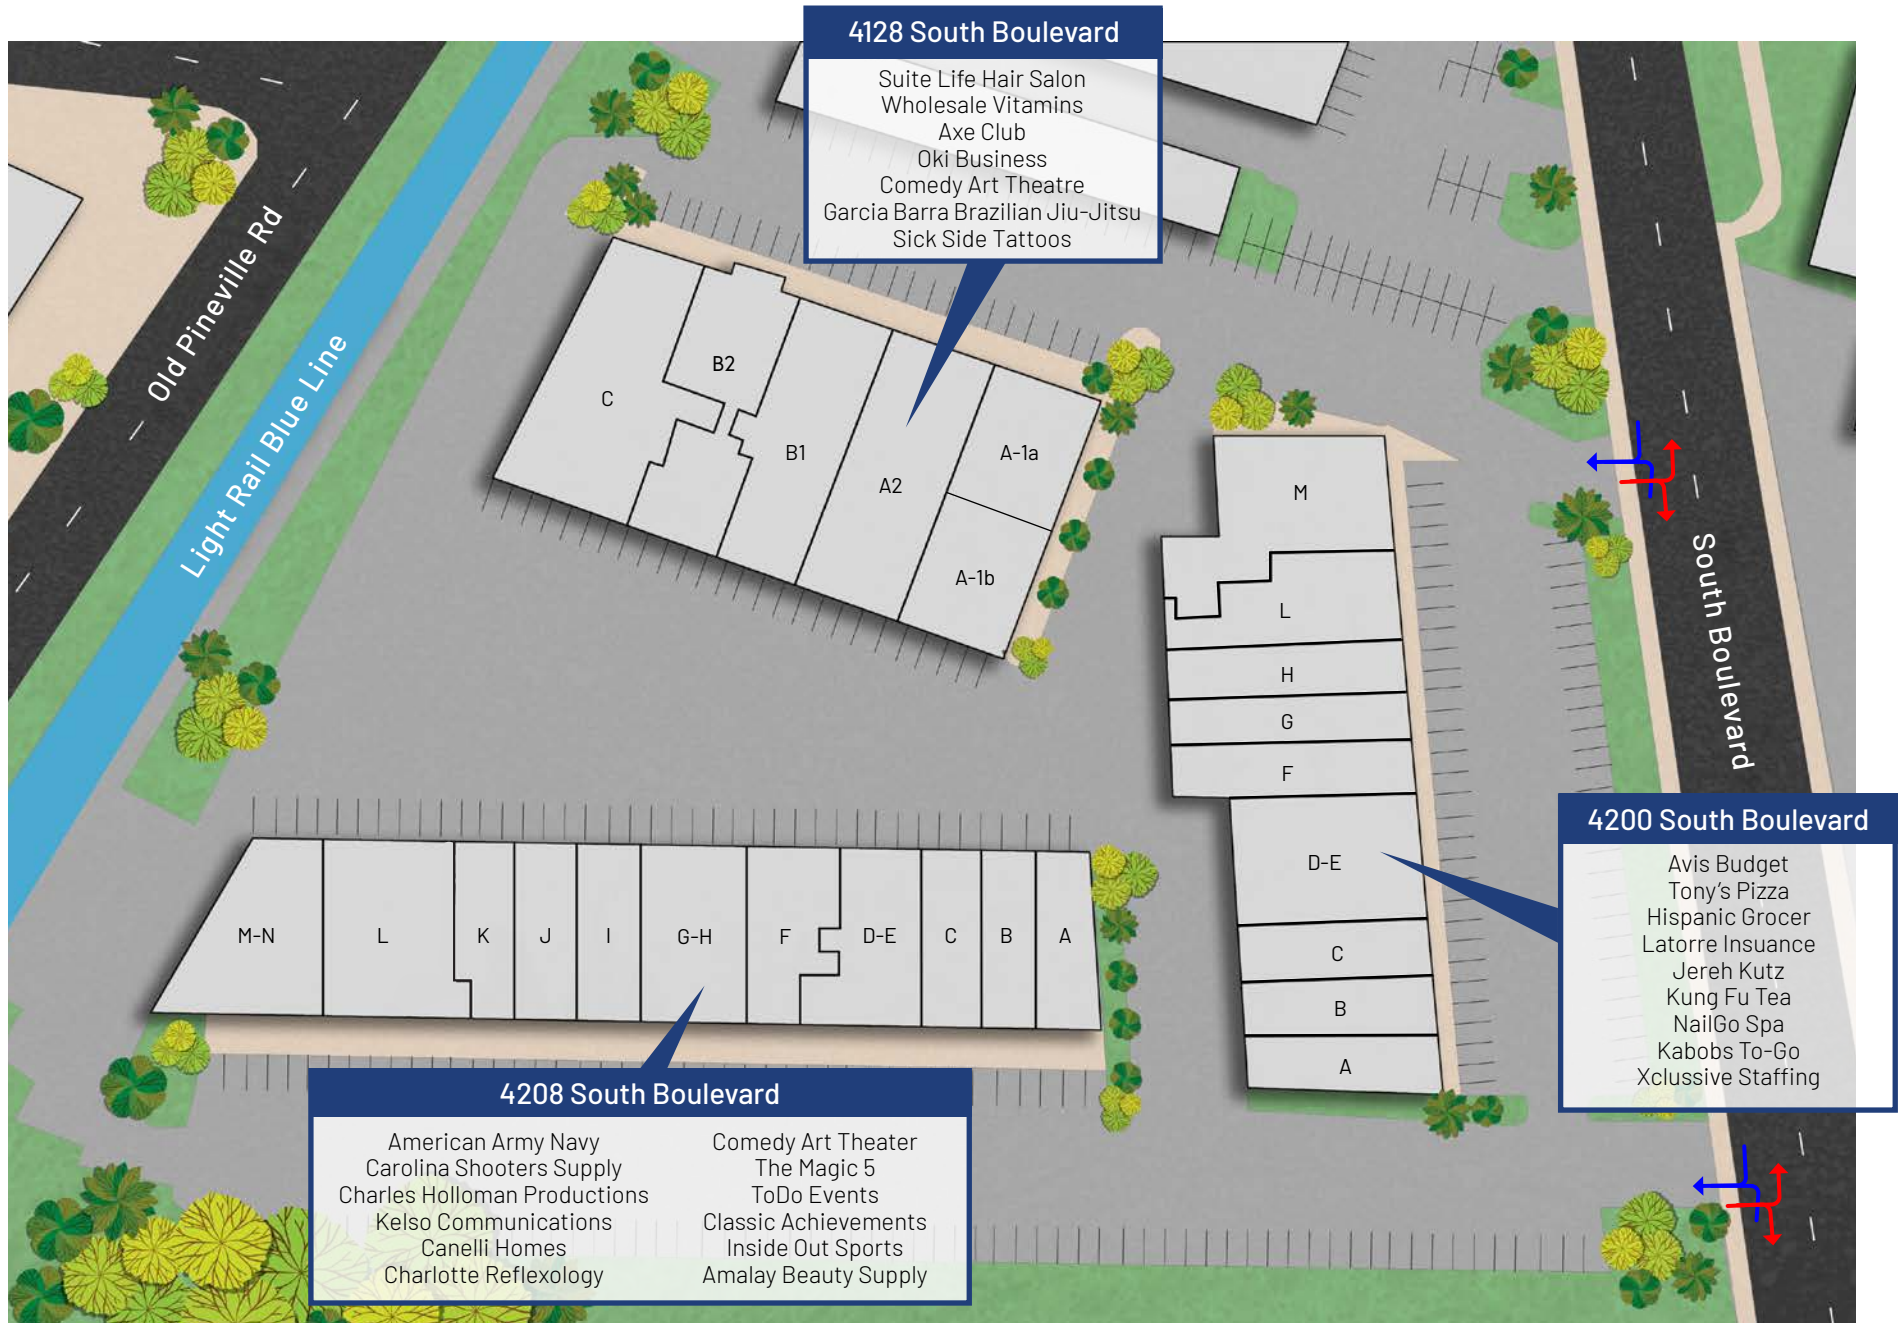 4128 South Boulevard
Suite Life Hair Salon
Wholesale Vitamins
Axe Club
Oki Business
Comedy Art Theatre
Garcia Barra Brazilian Jiu-Jitsu
Sick Side Tattoos
Old Pineville Rd
Light Rail Blue Line
South Boulevard
C
B2
B1
A2
A-1a
A-1b
M
L
H
G
F
D-E
C
B
A
M-N
L
K
J
I
G-H
F
D-E
C
B
A
4200 South Boulevard
Avis Budget
Tony's Pizza
Hispanic Grocer
Latorre Insuance
Jereh Kutz
Kung Fu Tea
NailGo Spa
Kabobs To-Go
Xclussive Staffing
4208 South Boulevard
American Army Navy
Carolina Shooters Supply
Charles Holloman Productions
Kelso Communications
Canelli Homes
Charlotte Reflexology
Comedy Art Theater
The Magic 5
ToDo Events
Classic Achievements
Inside Out Sports
Amalay Beauty Supply